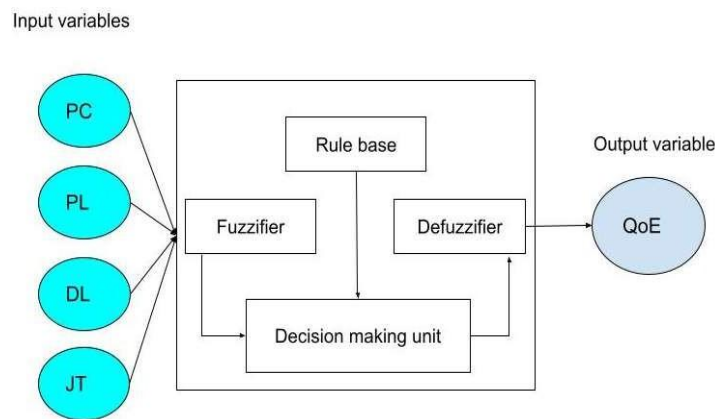 Input variables
PC
PL
DL
JT
Rule base
Fuzzifier
Defuzzifier
Decision making unit
Output variable
QoE